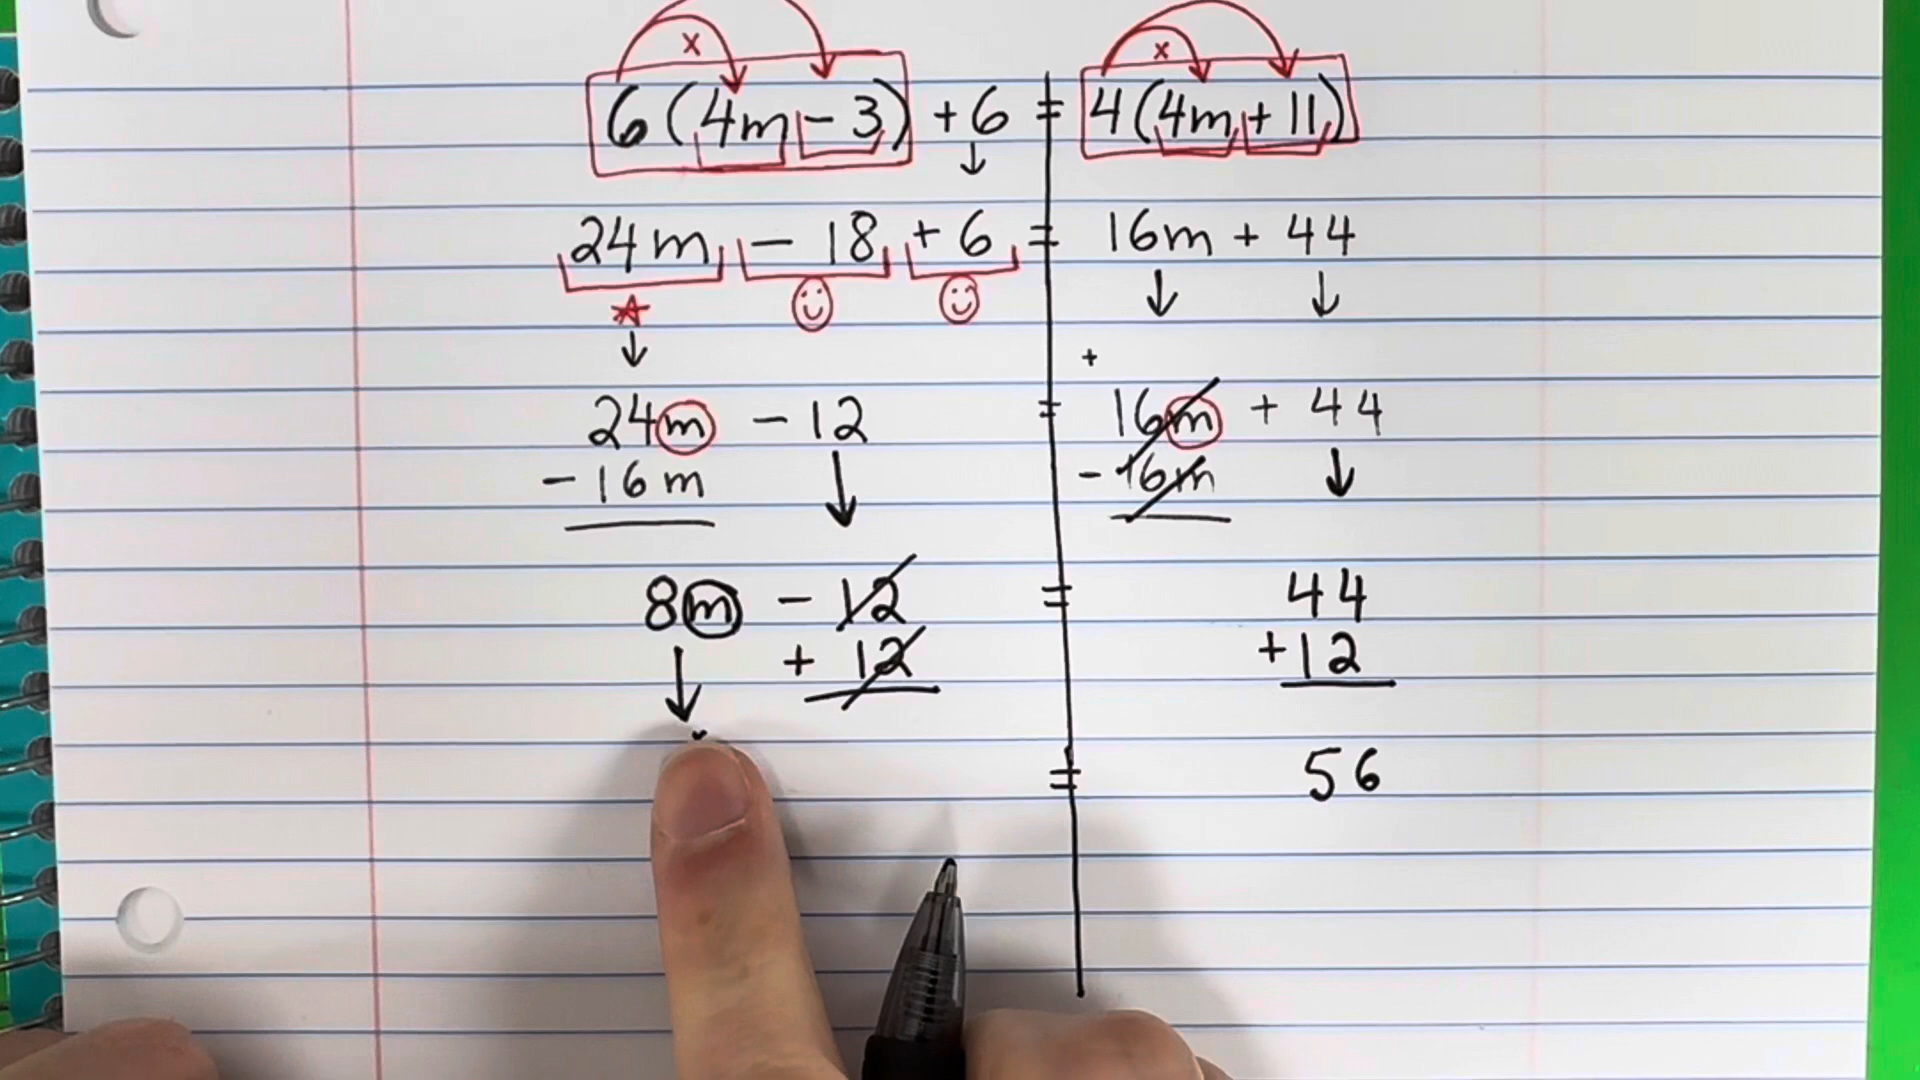 x x
6(4m - 3) + 6 = 4(4m + 11)
24m - 18 + 6 = 16m + 44
+
24m - 12 = 16m + 44
- 16m - 16m
8m - 12 = 44
+ 12 + 12
= 56